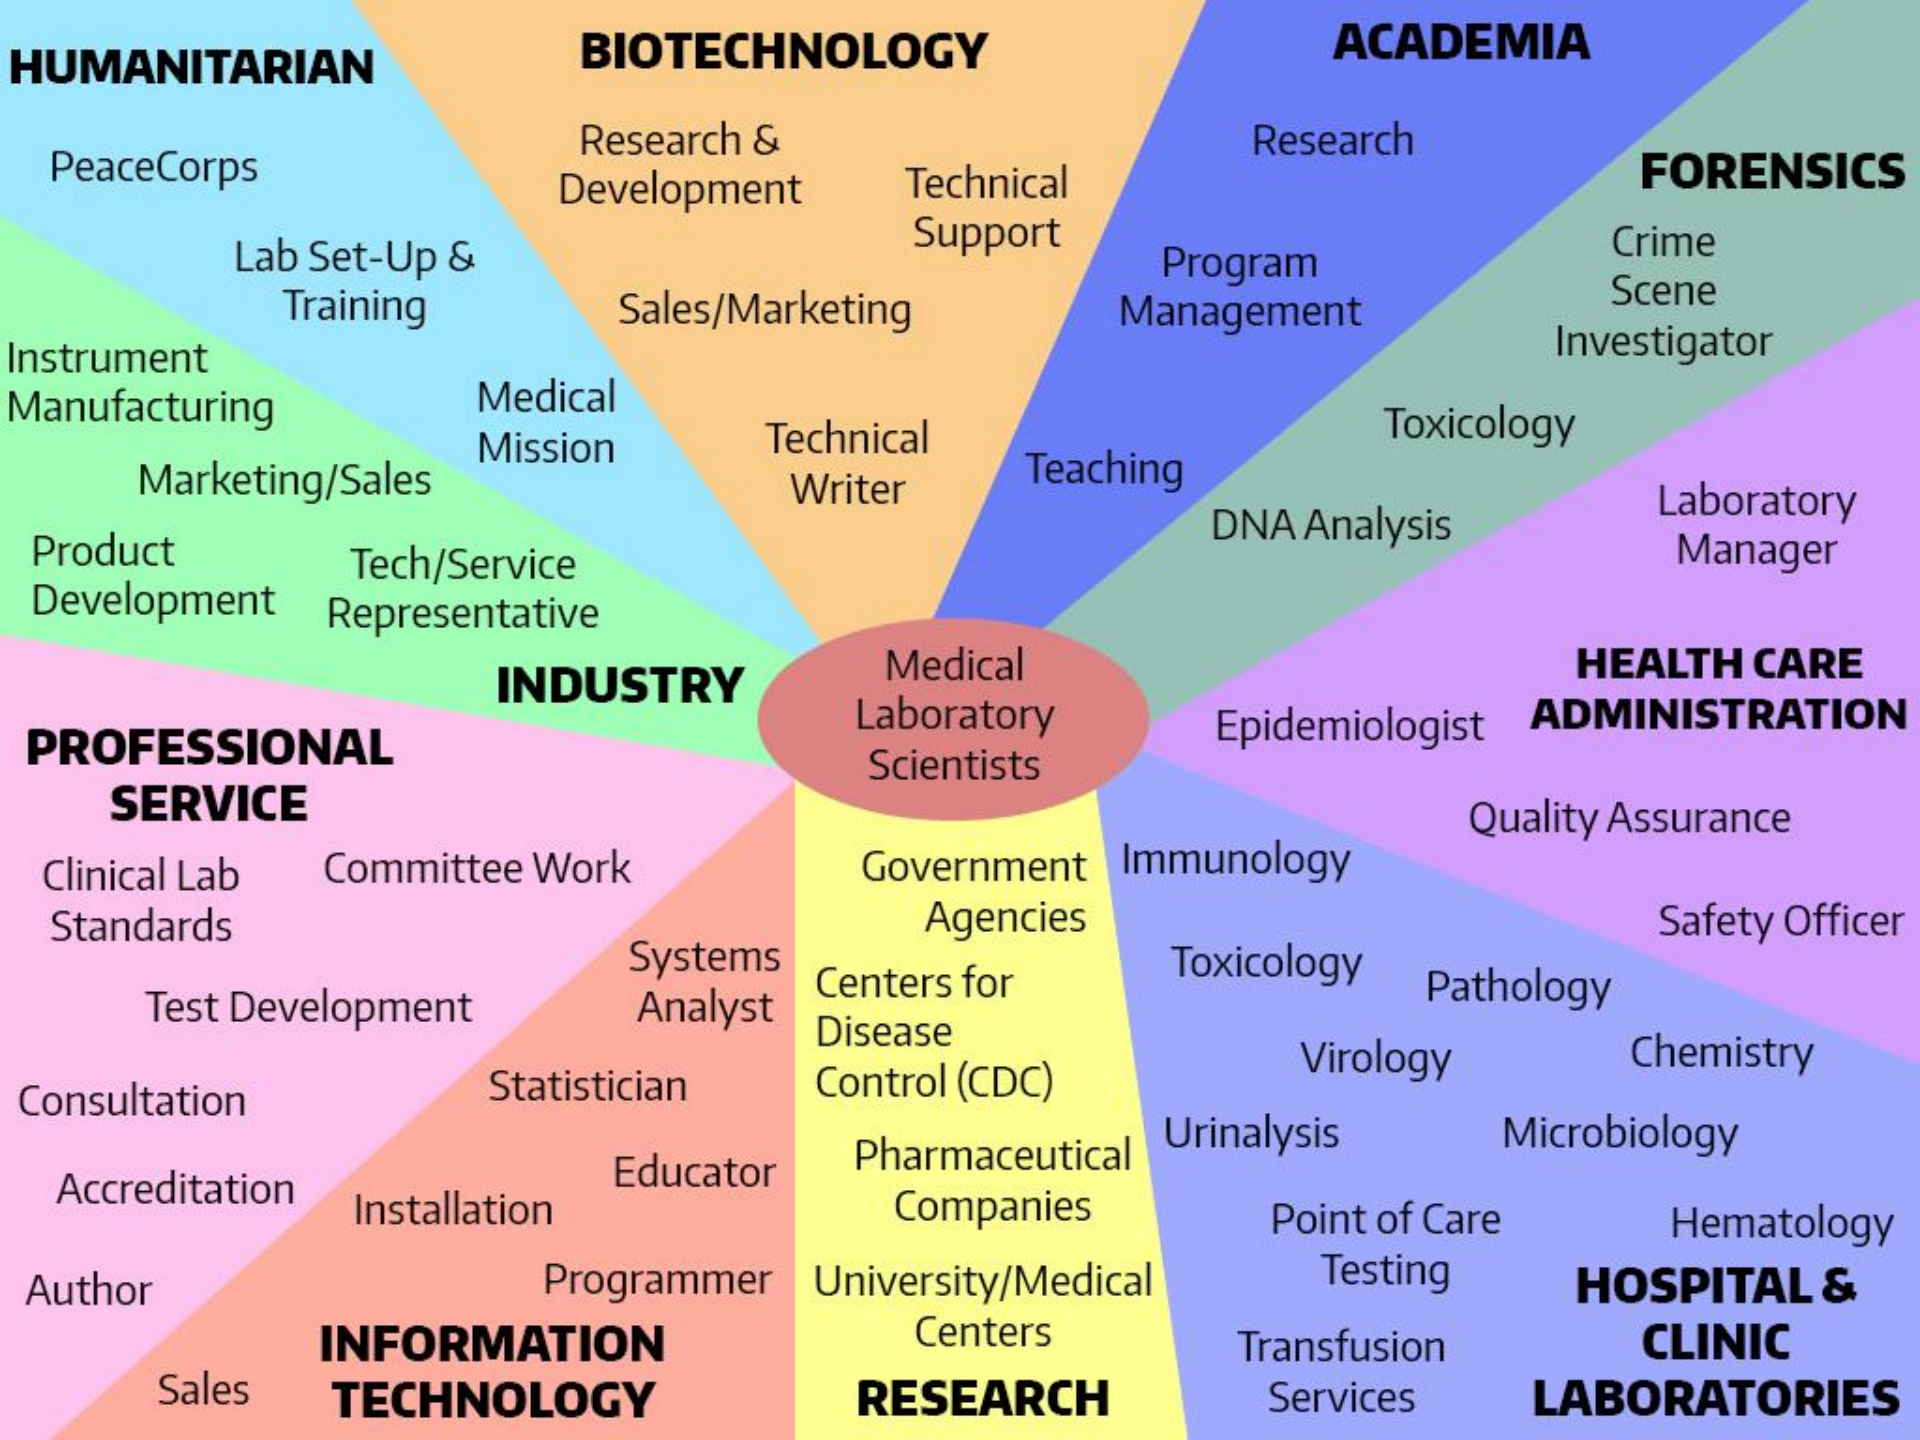 HUMANITARIAN
PeaceCorps
Lab Set-Up &
Training
Medical
Mission
BIOTECHNOLOGY
Research &
Development
Technical
Support
Sales/Marketing
Technical
Writer
ACADEMIA
Research
Program
Management
Teaching
FORENSICS
Crime
Scene
Investigator
Toxicology
DNA Analysis
Laboratory
Manager
HEALTH CARE
ADMINISTRATION
Epidemiologist
Quality Assurance
Safety Officer
Instrument
Manufacturing
Marketing/Sales
Product
Development
Tech/Service
Representative
INDUSTRY
Medical
Laboratory
Scientists
PROFESSIONAL
SERVICE
Clinical Lab
Standards
Committee Work
Test Development
Consultation
Accreditation
Author
Systems
Analyst
Statistician
Educator
Installation
Programmer
INFORMATION
TECHNOLOGY
Sales
Government
Agencies
Centers for
Disease
Control (CDC)
Pharmaceutical
Companies
University/Medical
Centers
RESEARCH
Immunology
Toxicology
Pathology
Virology
Chemistry
Urinalysis
Microbiology
Point of Care
Testing
Hematology
Transfusion
Services
HOSPITAL &
CLINIC
LABORATORIES